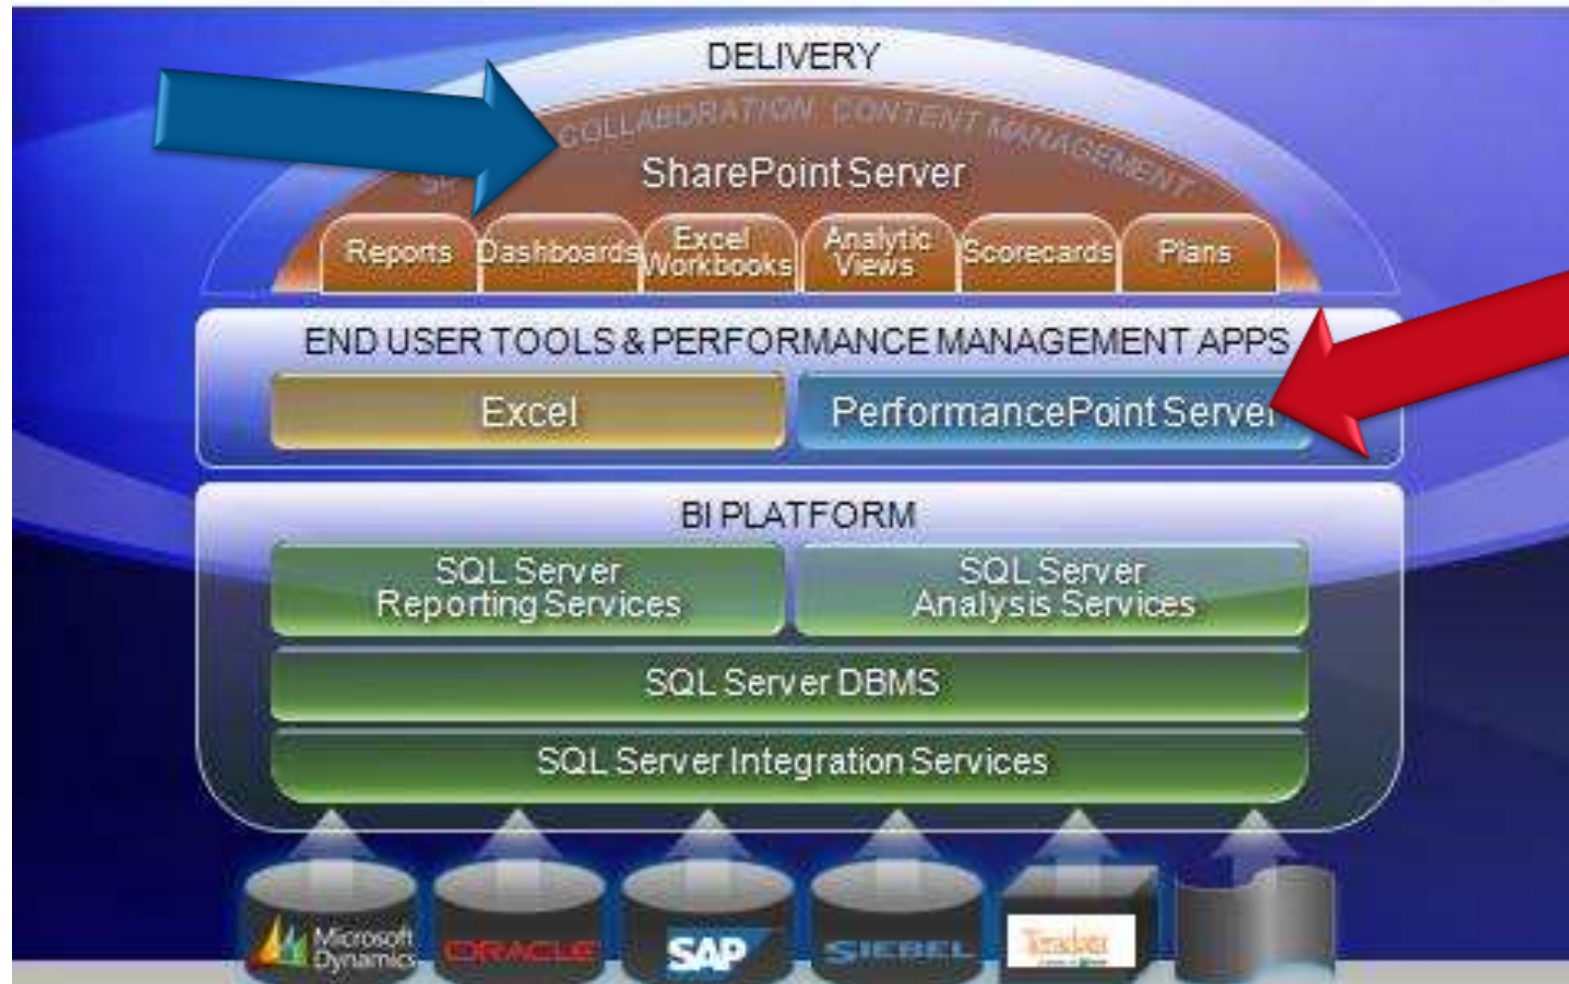 DELIVERY
COLLABORATION CONTENT MANAGEMENT
SharePoint Server
Reports
Dashboards
Excel
Workbooks
Analytic
Views
Scorecards
Plans
END USER TOOLS & PERFORMANCE MANAGEMENT APPS
Excel
PerformancePoint Server
BI PLATFORM
SQL Server
Reporting Services
SQL Server
Analysis Services
SQL Server DBMS
SQL Server Integration Services
Microsoft
Dynamics
ORACLE
SAP
SIEBEL
Teradata